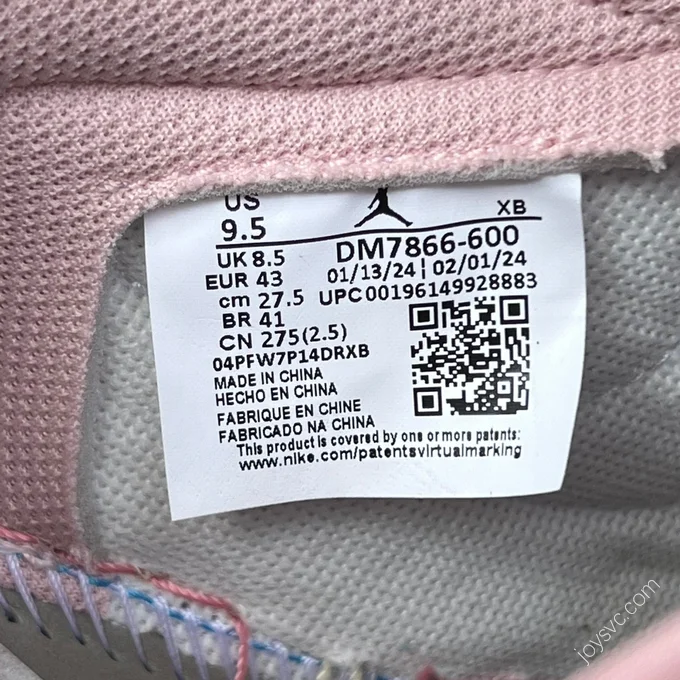 US
9.5
XB
UK 8.5
DM7866-600
EUR 43
01/13/24 | 02/01/24
cm 27.5
UPC00196149928883
BR 41
CN 275(2.5)
04PFW7P14DRXB
MADE IN CHINA
HECHO EN CHINA
FABRIQUE EN CHINE
FABRICADO NA CHINA
This product is covered by one or more patents:
www.nike.com/patentsvirtualmarking
joysvc.com